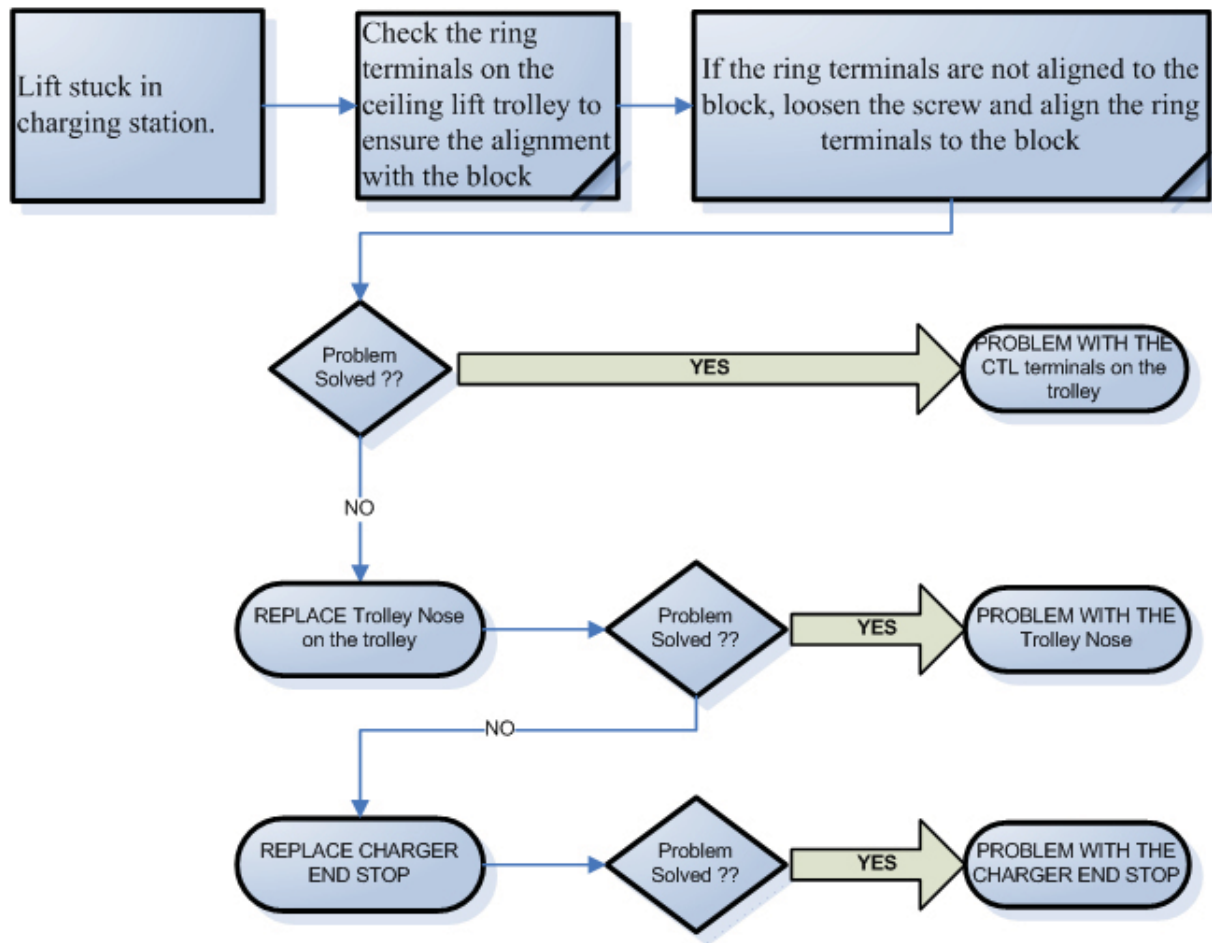 Lift stuck in
charging station.
Check the ring
terminals on the
ceiling lift trolley to
ensure the alignment
with the block
If the ring terminals are not aligned to the
block, loosen the screw and align the ring
terminals to the block
Problem
Solved ??
YES
PROBLEM WITH THE
CTL terminals on the
trolley
NO
REPLACE Trolley Nose
on the trolley
Problem
Solved ??
YES
PROBLEM WITH THE
Trolley Nose
NO
REPLACE CHARGER
END STOP
Problem
Solved ??
YES
PROBLEM WITH THE
CHARGER END STOP